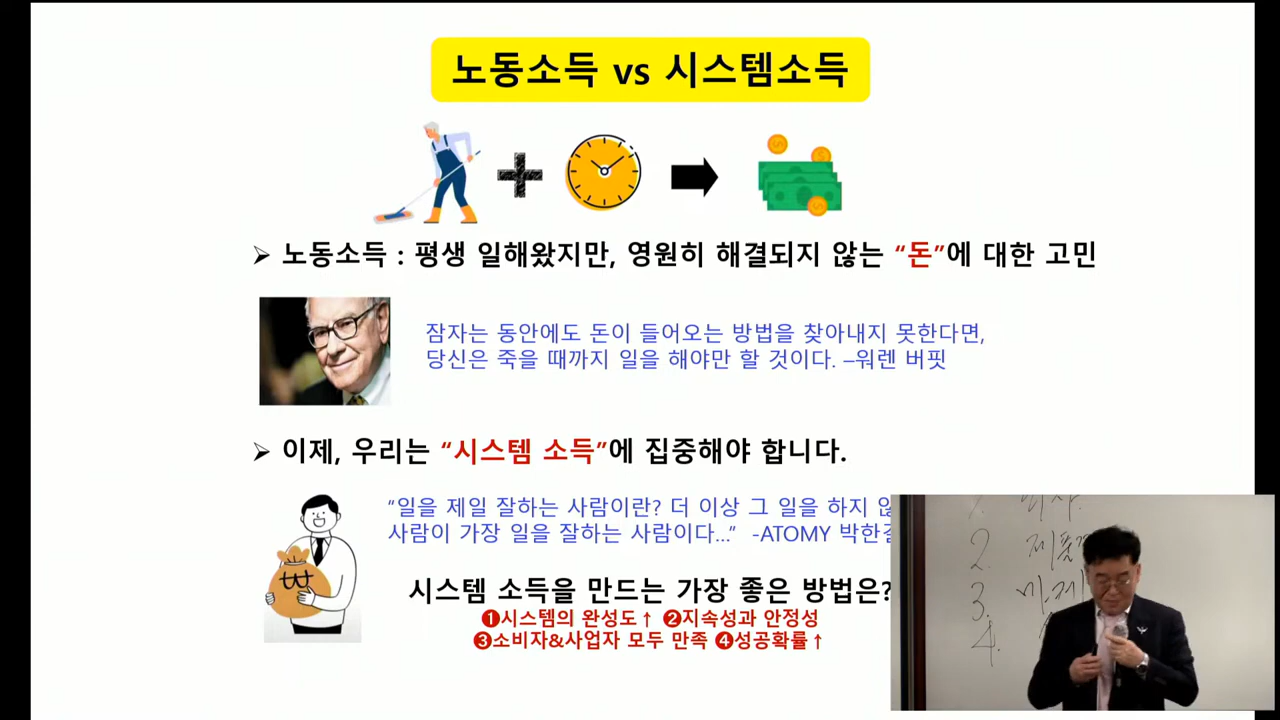 노동소득 vs 시스템소득
➢ 노동소득 : 평생 일해왔지만, 영원히 해결되지 않는 “돈”에 대한 고민
잠자는 동안에도 돈이 들어오는 방법을 찾아내지 못한다면,
당신은 죽을 때까지 일을 해야만 할 것이다. –워렌 버핏
➢ 이제, 우리는 “시스템 소득”에 집중해야 합니다.
“일을 제일 잘하는 사람이란? 더 이상 그 일을 하지
사람이 가장 일을 잘하는 사람이다...” -ATOMY 박한
₩
시스템 소득을 만드는 가장 좋은 방법은?
❶시스템의 완성도↑ ❷지속성과 안정성
❸소비자&사업자 모두 만족 ❹성공확률↑
2. 제품
3.
4.